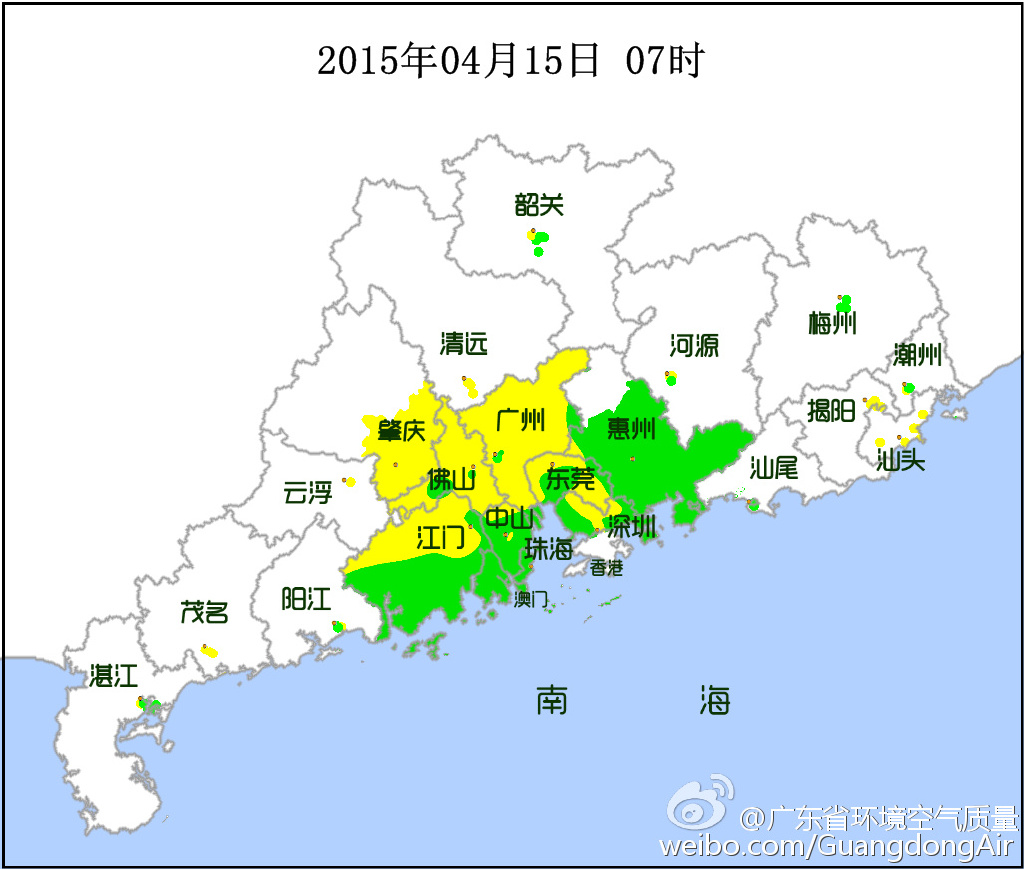 2015年04月15日 07时
韶关
梅州
清远
河源
潮州
广州
揭阳
肇庆
惠州
汕头
汕尾
佛山
东莞
云浮
中山
深圳
江门
珠海
香港
阳江
澳门
茂名
湛江
南 海
@广东省环境空气质量
weibo.com/GuangdongAir